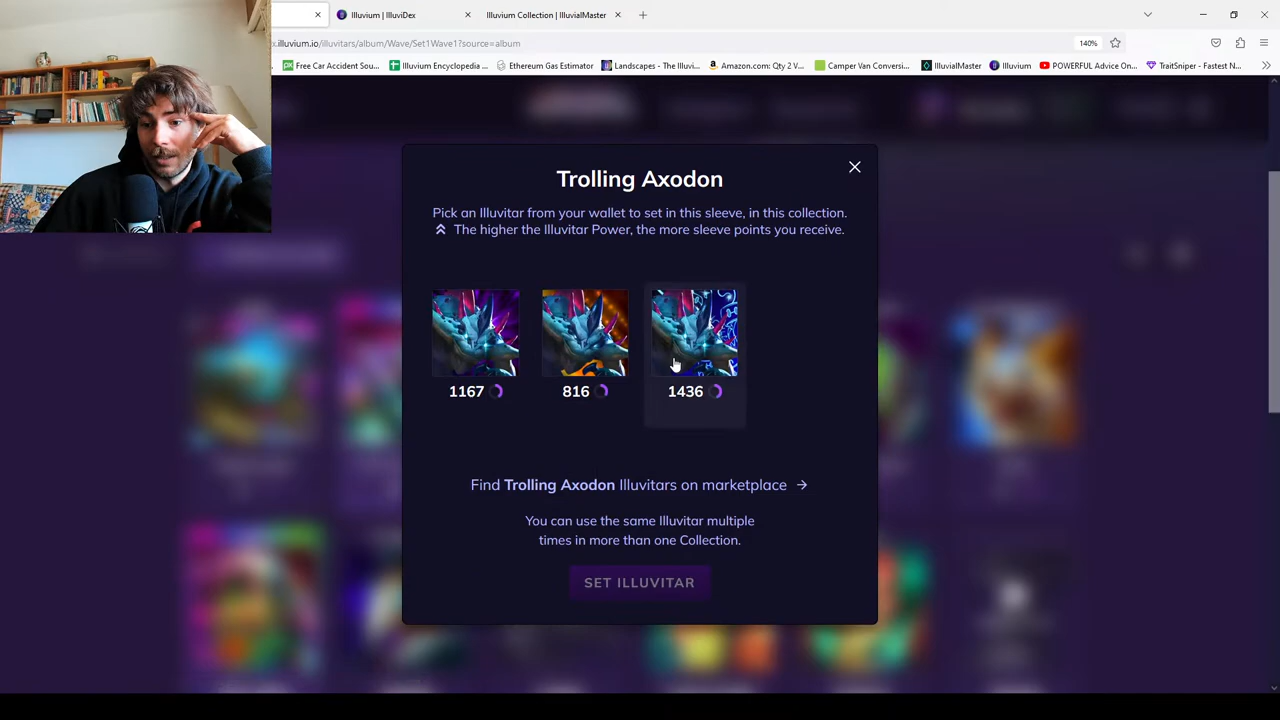 Illuvium | IlluviDex
Illuvium Collection | IlluvialMaster
.illuvium.io/illuvitars/album/Wave/Set1Wave1?source=album
140%
Free Car Accident Sou...
Illuvium Encyclopedia ...
Ethereum Gas Estimator
Landscapes - The Illuvi...
Amazon.com: Qty 2 V...
Camper Van Conversi...
IlluvialMaster
Illuvium
POWERFUL Advice On...
TraitSniper - Fastest N...
Trolling Axodon
Pick an Illuvitar from your wallet to set in this sleeve, in this collection.
The higher the Illuvitar Power, the more sleeve points you receive.
1167
816
1436
Find Trolling Axodon Illuvitars on marketplace
You can use the same Illuvitar multiple
times in more than one Collection.
SET ILLUVITAR